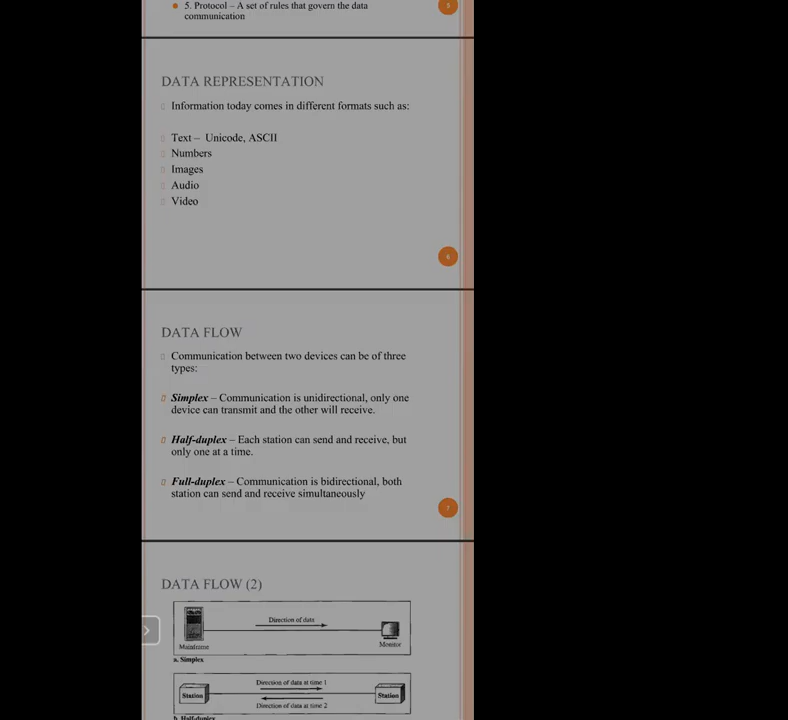 5. Protocol – A set of rules that govern the data
communication
5
DATA REPRESENTATION
Information today comes in different formats such as:
Text – Unicode, ASCII
Numbers
Images
Audio
Video
6
DATA FLOW
Communication between two devices can be of three
types:
Simplex – Communication is unidirectional, only one
device can transmit and the other will receive.
Half-duplex – Each station can send and receive, but
only one at a time.
Full-duplex – Communication is bidirectional, both
station can send and receive simultaneously
7
DATA FLOW (2)
Direction of data
Mainframe
Monitor
a. Simplex
Direction of data at time 1
Station
Station
Direction of data at time 2
b. Half-duplex